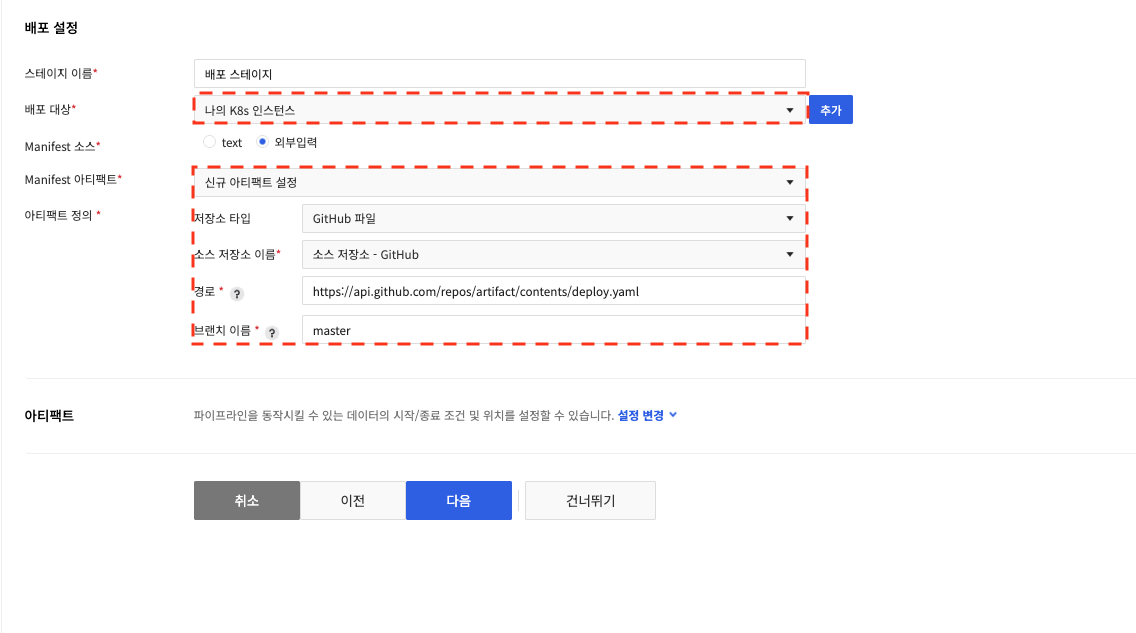 배포 설정
스테이지 이름* 배포 스테이지
배포 대상* 나의 K8s 인스턴스 추가
Manifest 소스* text 외부입력
Manifest 아티팩트* 신규 아티팩트 설정
아티팩트 정의 * 저장소 타입 GitHub 파일
소스 저장소 이름* 소스 저장소 - GitHub
경로 * ? https://api.github.com/repos/artifact/contents/deploy.yaml
브랜치 이름 * ? master
아티팩트 파이프라인을 동작시킬 수 있는 데이터의 시작/종료 조건 및 위치를 설정할 수 있습니다. 설정 변경
취소 이전 다음 건너뛰기